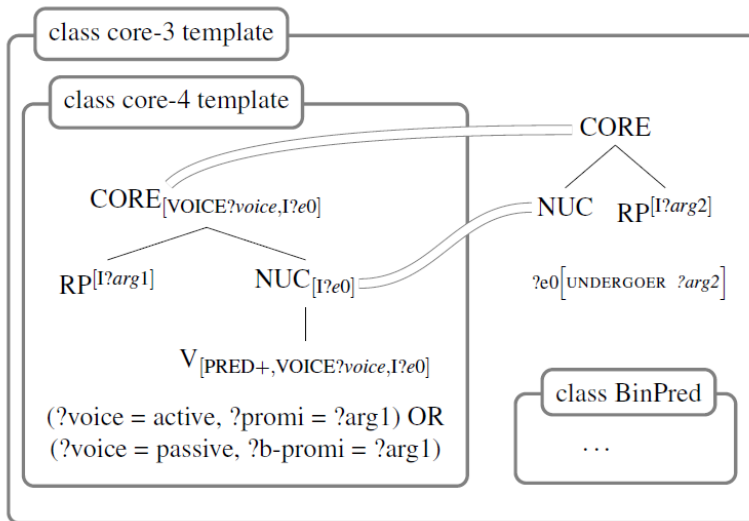 class core-3 template
class core-4 template
CORE
CORE[VOICE?voice,I?e0]
NUC RP[I?arg2]
RP[I?arg1] NUC[I?e0]
?e0[UNDERGOER ?arg2]
V[PRED+,VOICE?voice,I?e0]
class BinPred
(?voice = active, ?promi = ?arg1) OR
(?voice = passive, ?b-promi = ?arg1)
...